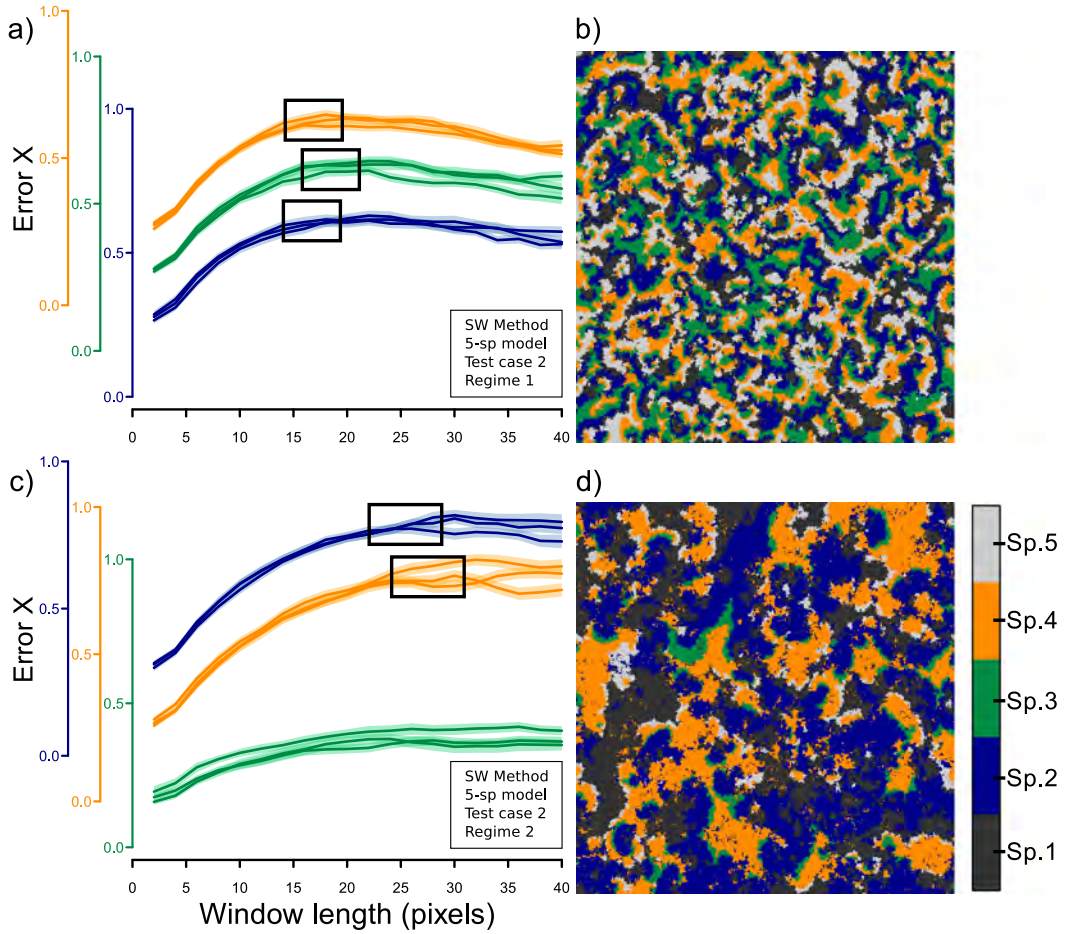 a)
b)
1.0
1.0
1.0
Error X
0.5
0.5
0.5
0.0
0.0
0.0
SW Method
5-sp model
Test case 2
Regime 1
0 5 10 15 20 25 30 35 40
c)
d)
1.0
1.0
1.0
Error X
0.5
0.5
0.5
0.0
0.0
0.0
SW Method
5-sp model
Test case 2
Regime 2
0 5 10 15 20 25 30 35 40
Window length (pixels)
Sp.5
Sp.4
Sp.3
Sp.2
Sp.1